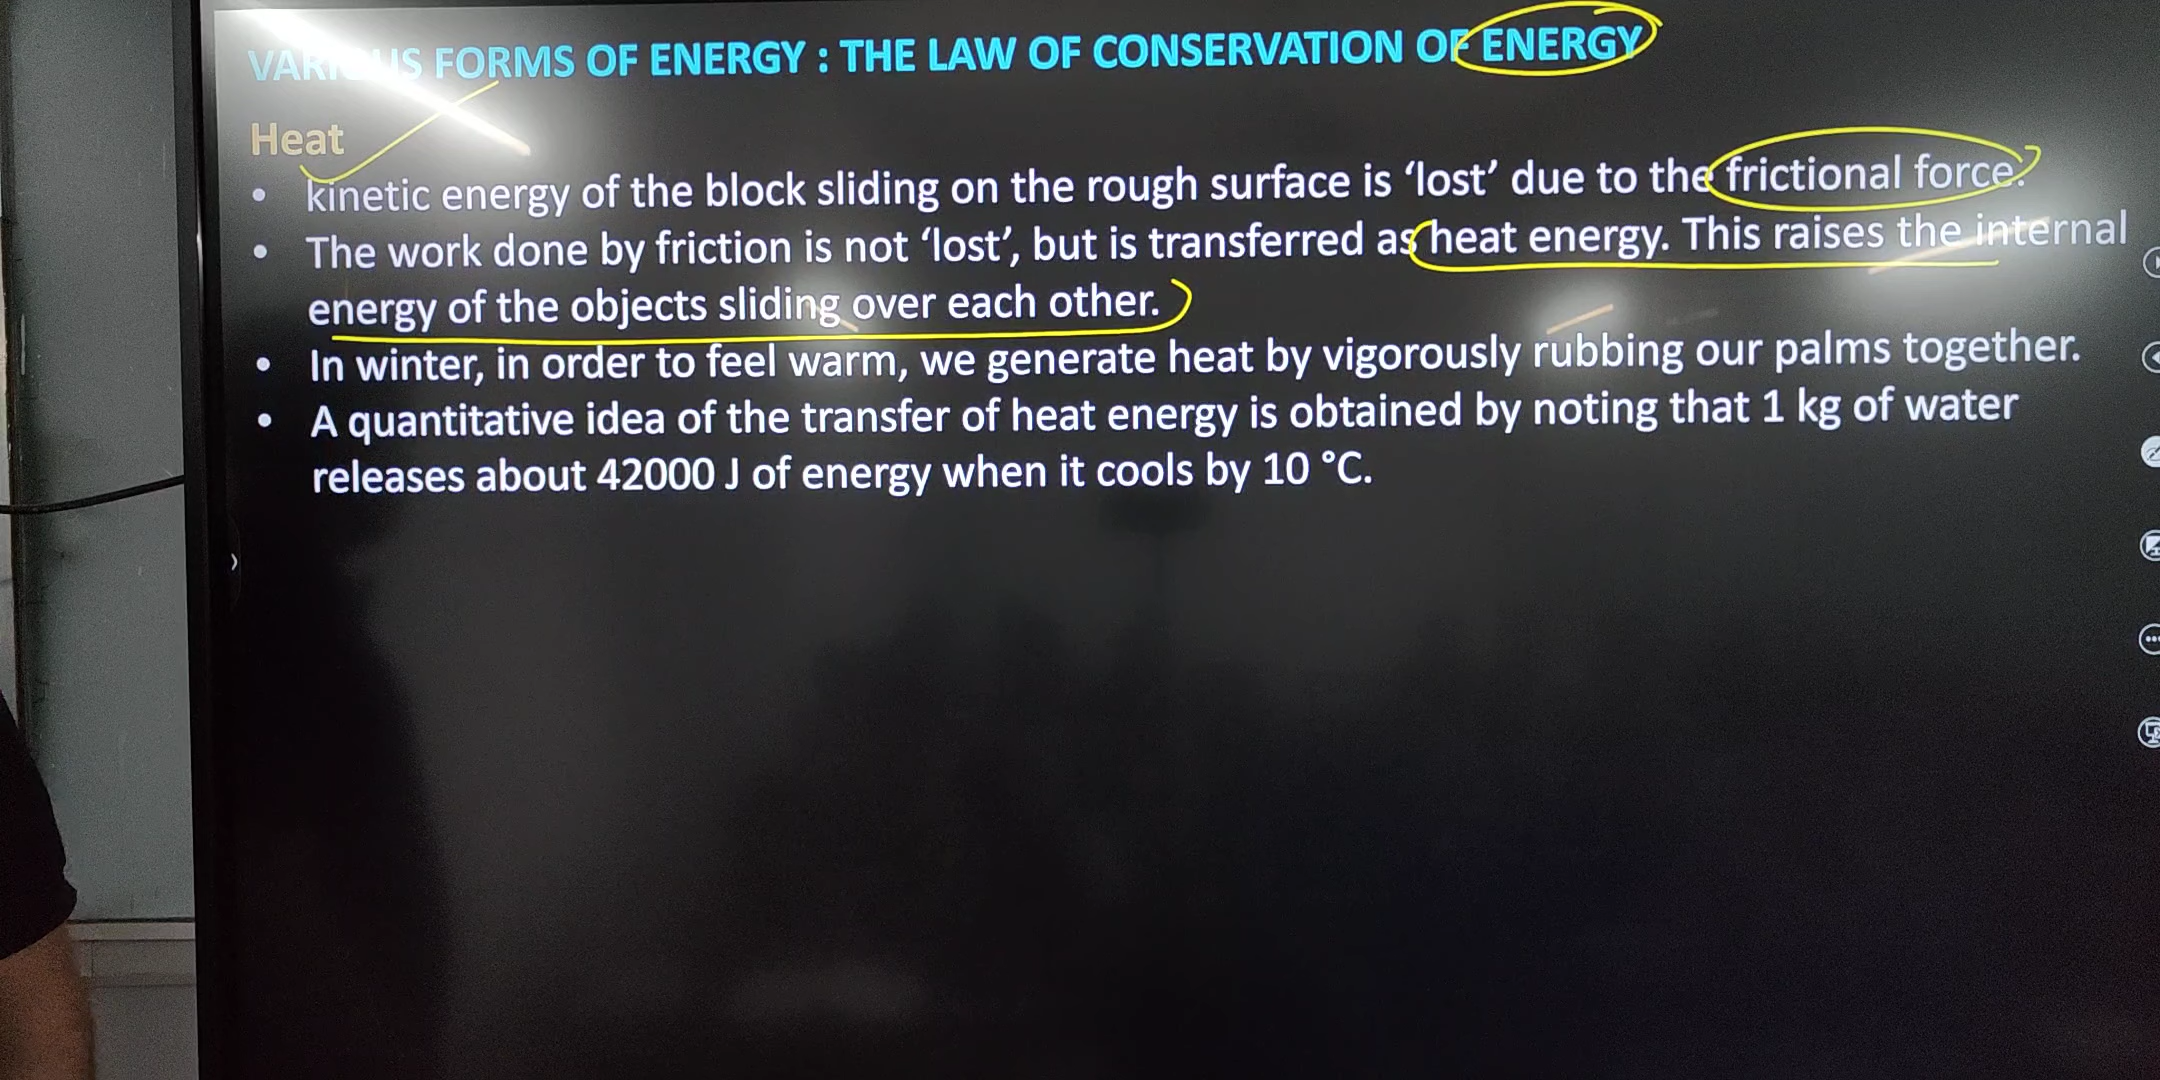 VARIOUS FORMS OF ENERGY : THE LAW OF CONSERVATION OF ENERGY
Heat
• kinetic energy of the block sliding on the rough surface is ‘lost’ due to the frictional force.
• The work done by friction is not ‘lost’, but is transferred as heat energy. This raises the internal
energy of the objects sliding over each other.
• In winter, in order to feel warm, we generate heat by vigorously rubbing our palms together.
• A quantitative idea of the transfer of heat energy is obtained by noting that 1 kg of water
releases about 42000 J of energy when it cools by 10 °C.